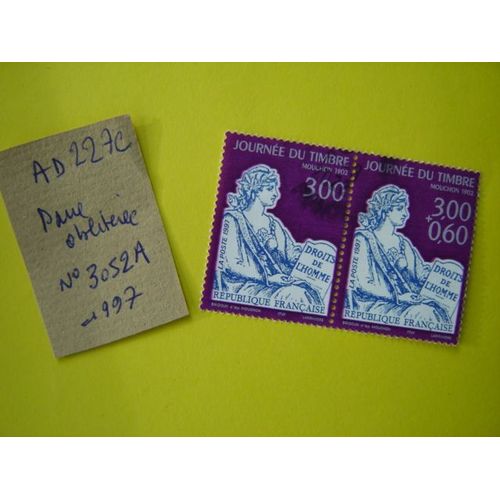 AD 227C
Paire
oblitérée
N° 3052A
1997
JOURNÉE DU TIMBRE
MOUCHON 1902
3,00
LA POSTE 1997
DROITS
DE
L'HOMME
RÉPUBLIQUE FRANÇAISE
JOURNÉE DU TIMBRE
MOUCHON 1902
3,00
+0,60
LA POSTE 1997
DROITS
DE
L'HOMME
RÉPUBLIQUE FRANÇAISE